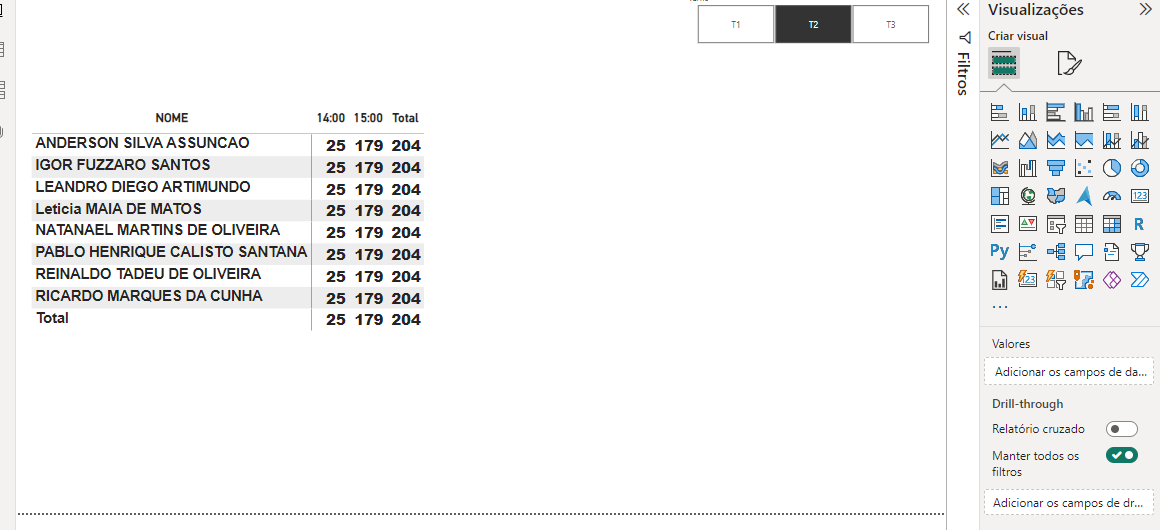 T1 T2 T3
NOME 14:00 15:00 Total
ANDERSON SILVA ASSUNCAO 25 179 204
IGOR FUZZARO SANTOS 25 179 204
LEANDRO DIEGO ARTIMUNDO 25 179 204
Leticia MAIA DE MATOS 25 179 204
NATANAEL MARTINS DE OLIVEIRA 25 179 204
PABLO HENRIQUE CALISTO SANTANA 25 179 204
REINALDO TADEU DE OLIVEIRA 25 179 204
RICARDO MARQUES DA CUNHA 25 179 204
Total 25 179 204
Filtros
Visualizações
Criar visual
123
R
Py
123
...
Valores
Adicionar os campos de da...
Drill-through
Relatório cruzado
Manter todos os
filtros
Adicionar os campos de dr...